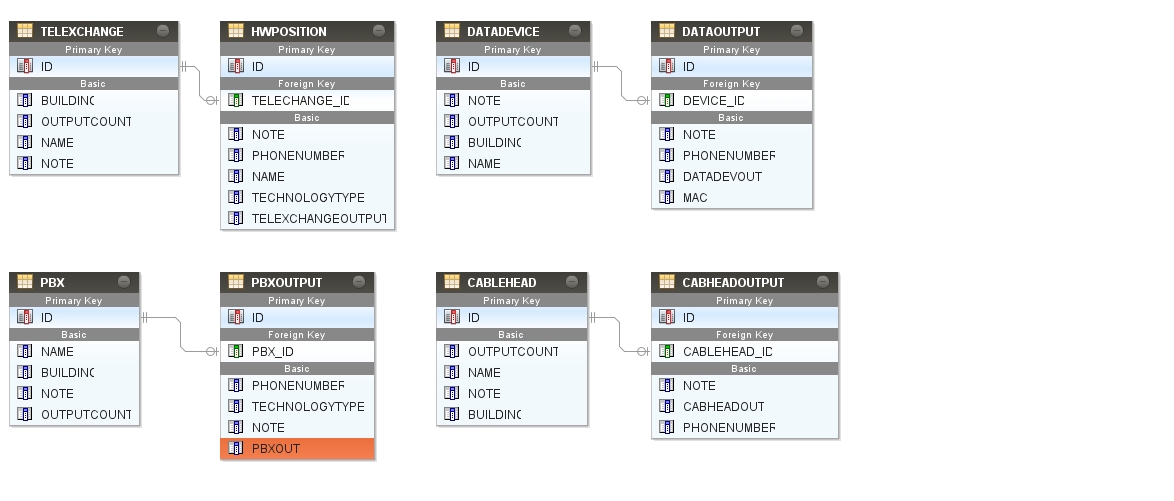 TELEXCHANGE
Primary Key
ID
Basic
BUILDING
OUTPUTCOUNT
NAME
NOTE
HWPOSITION
Primary Key
ID
Foreign Key
TELECHANGE_ID
Basic
NOTE
PHONENUMBER
NAME
TECHNOLOGYTYPE
TELEXCHANGEOUTPUT
DATADEVICE
Primary Key
ID
Basic
NOTE
OUTPUTCOUNT
BUILDING
NAME
DATAOUTPUT
Primary Key
ID
Foreign Key
DEVICE_ID
Basic
NOTE
PHONENUMBER
DATADEVOUT
MAC
PBX
Primary Key
ID
Basic
NAME
BUILDING
NOTE
OUTPUTCOUNT
PBXOUTPUT
Primary Key
ID
Foreign Key
PBX_ID
Basic
PHONENUMBER
TECHNOLOGYTYPE
NOTE
PBXOUT
CABLEHEAD
Primary Key
ID
Basic
OUTPUTCOUNT
NAME
NOTE
BUILDING
CABHEADOUTPUT
Primary Key
ID
Foreign Key
CABLEHEAD_ID
Basic
NOTE
CABHEADOUT
PHONENUMBER